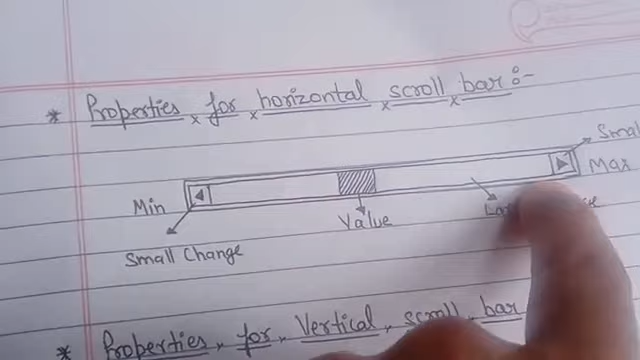 * Properties for horizontal scroll bar :-
Small
Min
Max
Value
Small Change
* Properties for Vertical scroll bar